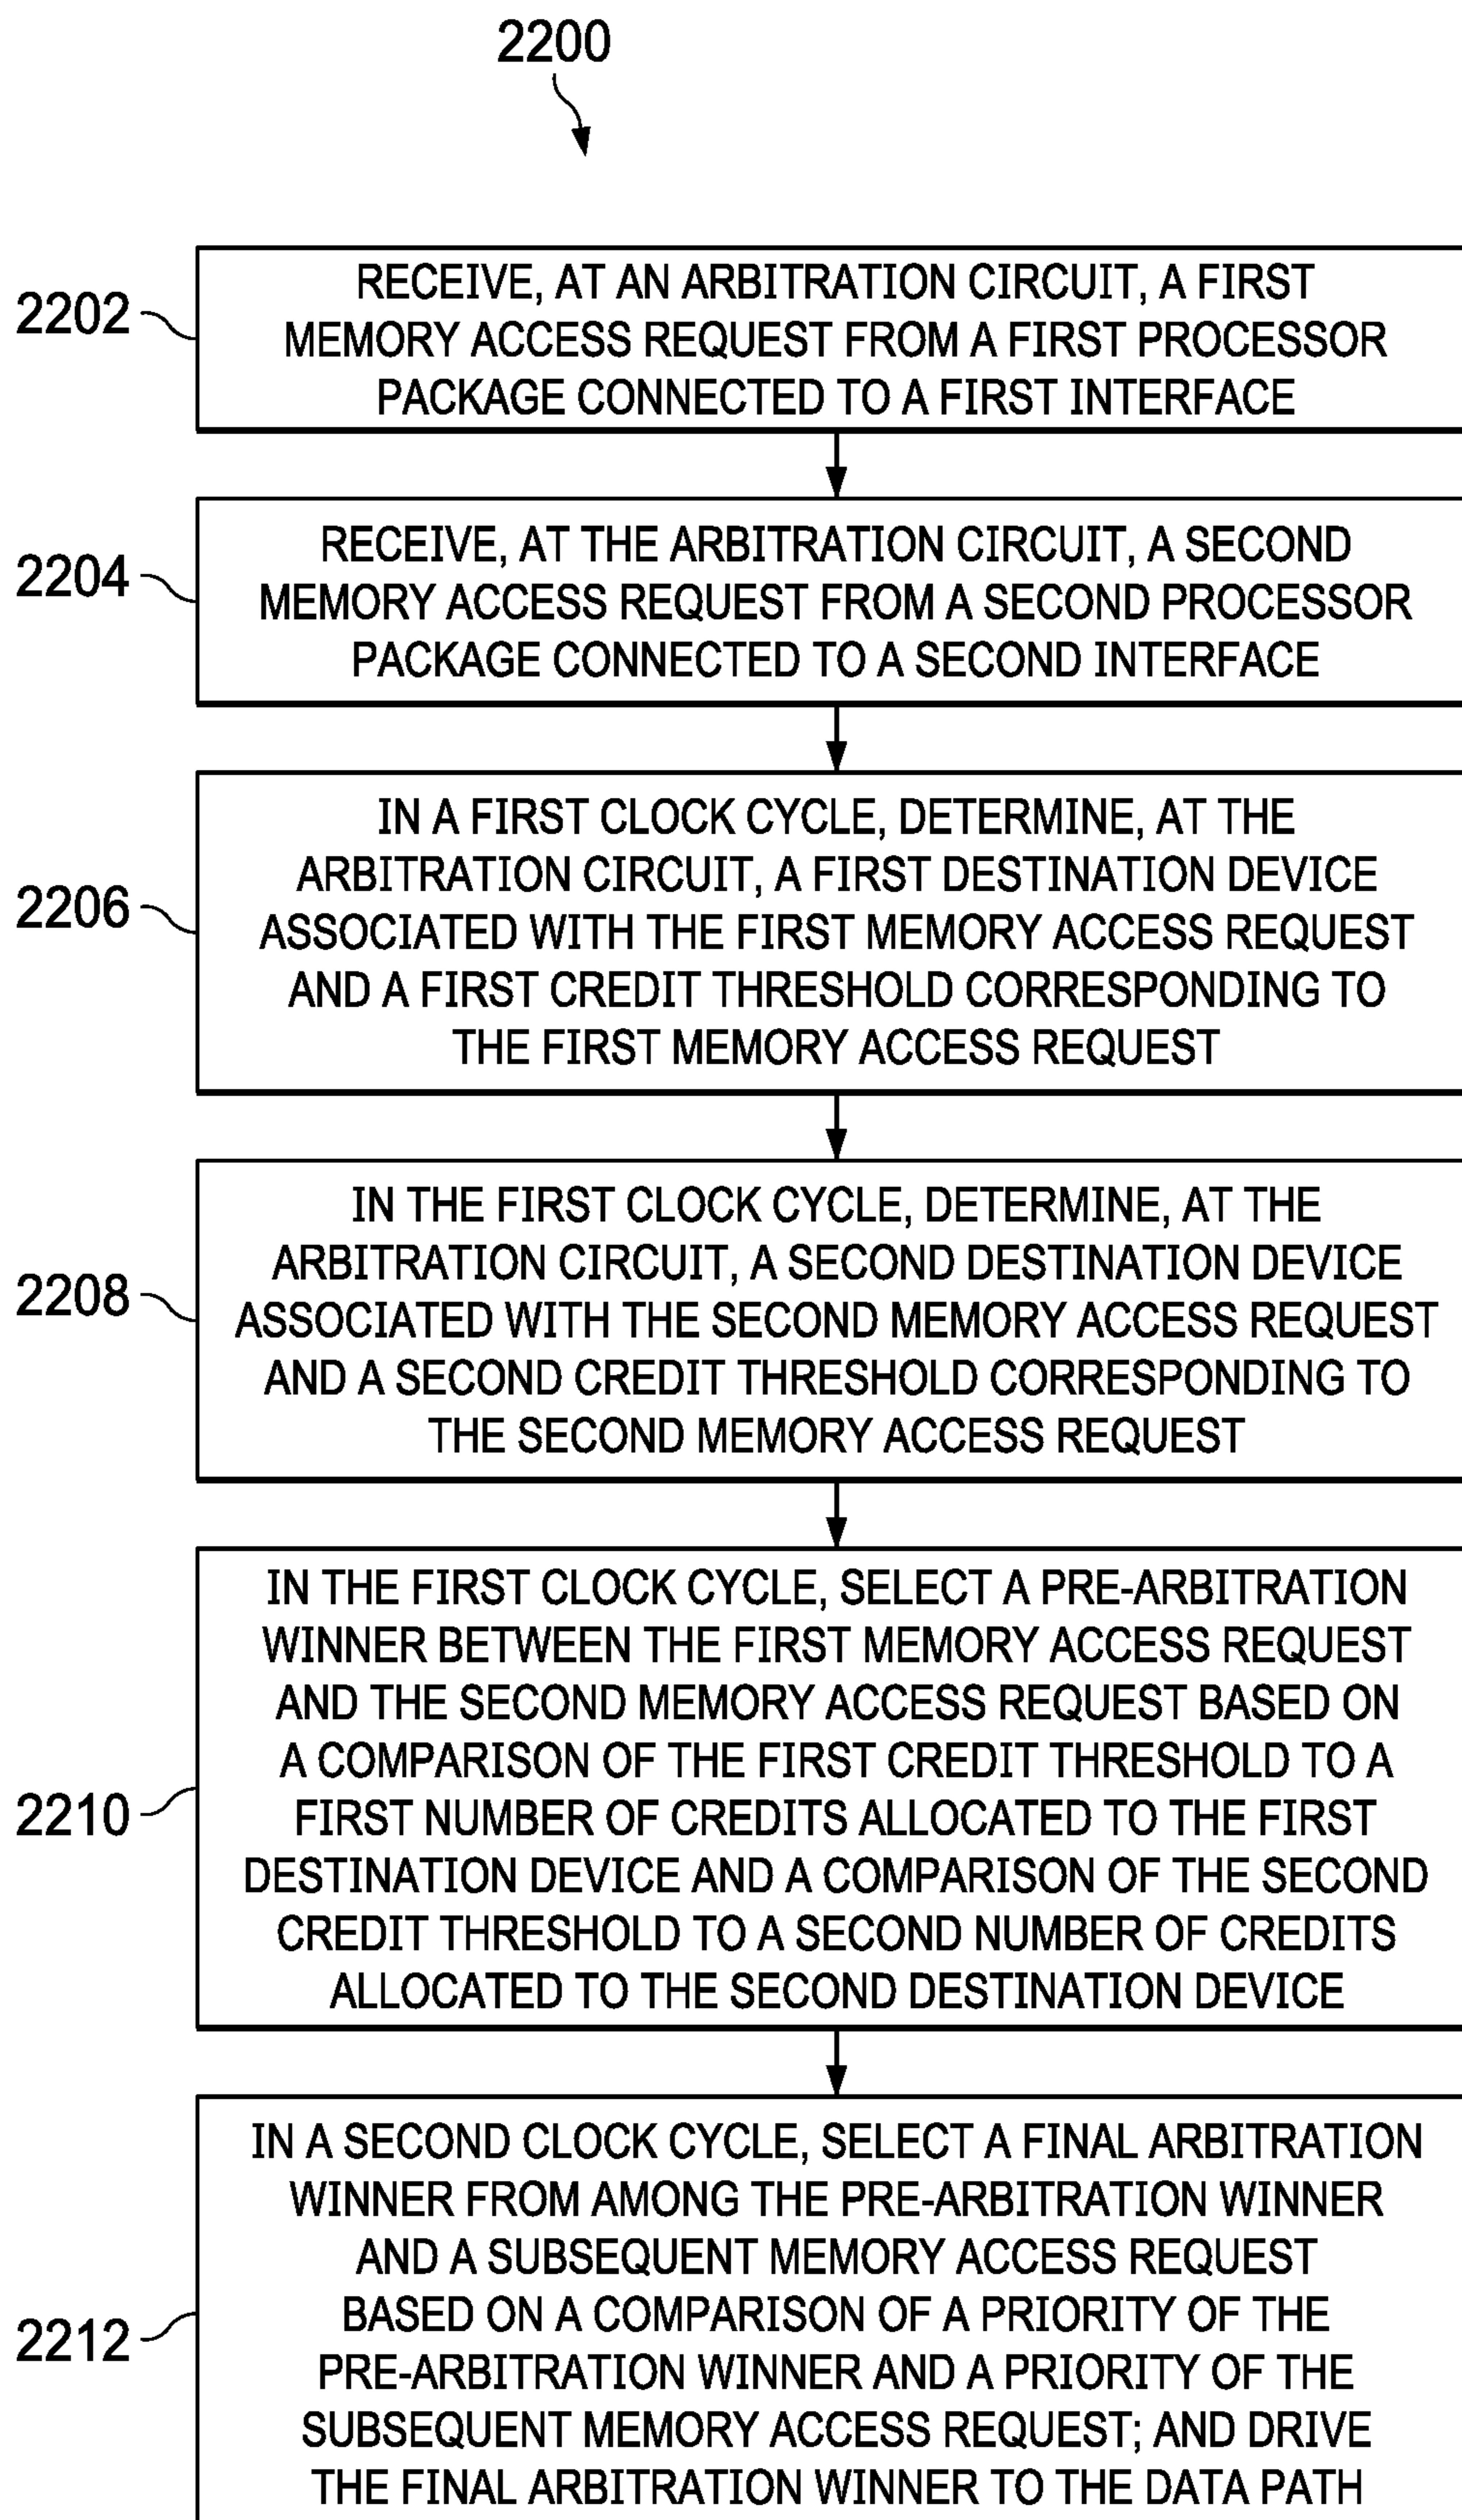 2200
2202
RECEIVE, AT AN ARBITRATION CIRCUIT, A FIRST
MEMORY ACCESS REQUEST FROM A FIRST PROCESSOR
PACKAGE CONNECTED TO A FIRST INTERFACE
2204
RECEIVE, AT THE ARBITRATION CIRCUIT, A SECOND
MEMORY ACCESS REQUEST FROM A SECOND PROCESSOR
PACKAGE CONNECTED TO A SECOND INTERFACE
2206
IN A FIRST CLOCK CYCLE, DETERMINE, AT THE
ARBITRATION CIRCUIT, A FIRST DESTINATION DEVICE
ASSOCIATED WITH THE FIRST MEMORY ACCESS REQUEST
AND A FIRST CREDIT THRESHOLD CORRESPONDING TO
THE FIRST MEMORY ACCESS REQUEST
2208
IN THE FIRST CLOCK CYCLE, DETERMINE, AT THE
ARBITRATION CIRCUIT, A SECOND DESTINATION DEVICE
ASSOCIATED WITH THE SECOND MEMORY ACCESS REQUEST
AND A SECOND CREDIT THRESHOLD CORRESPONDING TO
THE SECOND MEMORY ACCESS REQUEST
2210
IN THE FIRST CLOCK CYCLE, SELECT A PRE-ARBITRATION
WINNER BETWEEN THE FIRST MEMORY ACCESS REQUEST
AND THE SECOND MEMORY ACCESS REQUEST BASED ON
A COMPARISON OF THE FIRST CREDIT THRESHOLD TO A
FIRST NUMBER OF CREDITS ALLOCATED TO THE FIRST
DESTINATION DEVICE AND A COMPARISON OF THE SECOND
CREDIT THRESHOLD TO A SECOND NUMBER OF CREDITS
ALLOCATED TO THE SECOND DESTINATION DEVICE
2212
IN A SECOND CLOCK CYCLE, SELECT A FINAL ARBITRATION
WINNER FROM AMONG THE PRE-ARBITRATION WINNER
AND A SUBSEQUENT MEMORY ACCESS REQUEST
BASED ON A COMPARISON OF A PRIORITY OF THE
PRE-ARBITRATION WINNER AND A PRIORITY OF THE
SUBSEQUENT MEMORY ACCESS REQUEST; AND DRIVE
THE FINAL ARBITRATION WINNER TO THE DATA PATH